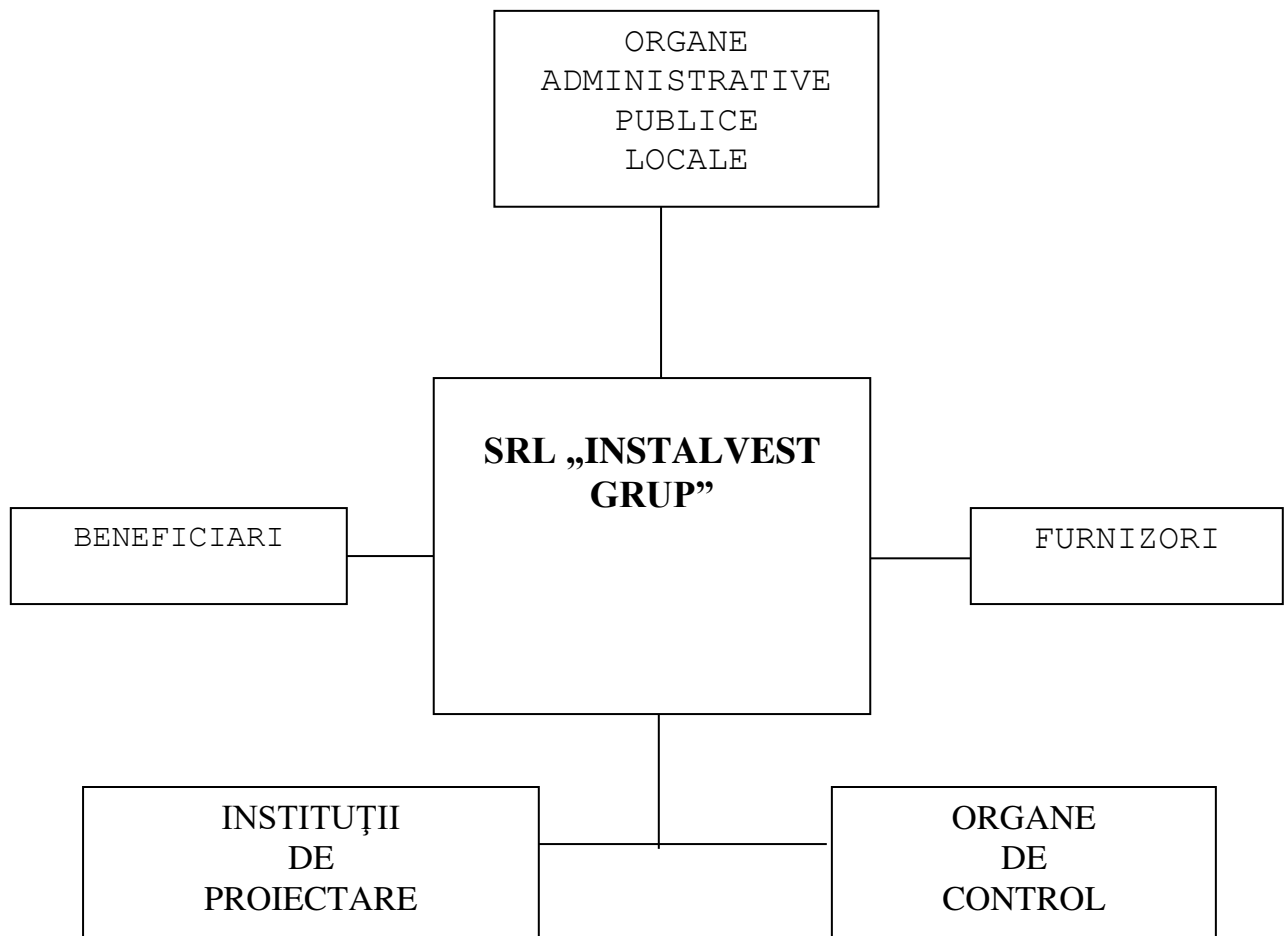 ORGANE
ADMINISTRATIVE
PUBLICE
LOCALE
SRL „INSTALVEST
GRUP”
BENEFICIARI
FURNIZORI
INSTITUŢII
DE
PROIECTARE
ORGANE
DE
CONTROL